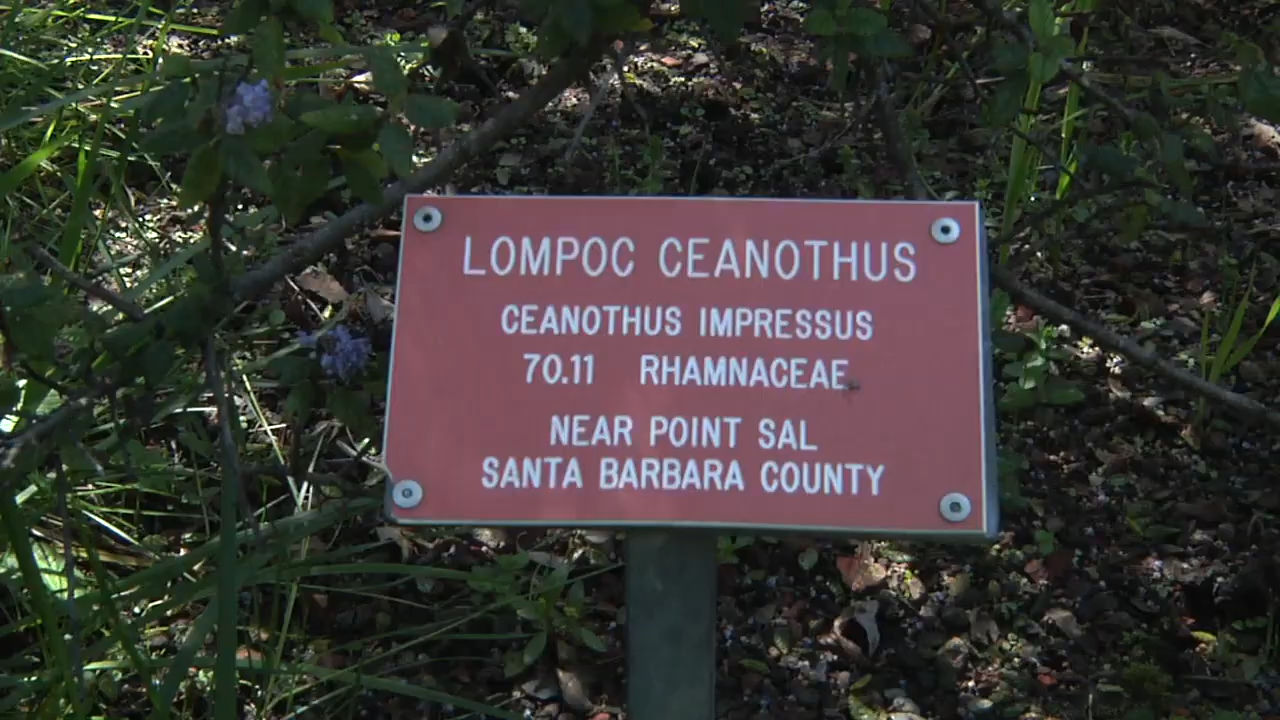 LOMPOC CEANOTHUS
CEANOTHUS IMPRESSUS
70.11 RHAMNACEAE
NEAR POINT SAL
SANTA BARBARA COUNTY